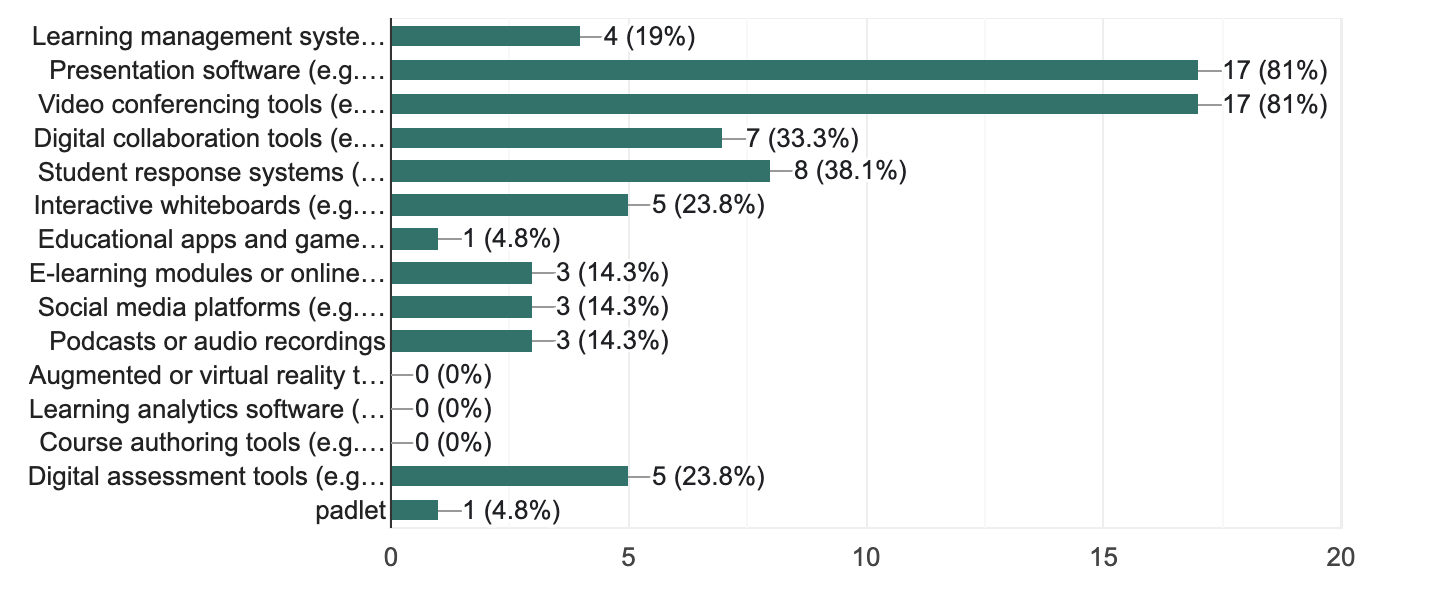 Learning management syste… 4 (19%)
Presentation software (e.g.… 17 (81%)
Video conferencing tools (e.… 17 (81%)
Digital collaboration tools (e.… 7 (33.3%)
Student response systems (… 8 (38.1%)
Interactive whiteboards (e.g.… 5 (23.8%)
Educational apps and game… 1 (4.8%)
E-learning modules or online… 3 (14.3%)
Social media platforms (e.g.… 3 (14.3%)
Podcasts or audio recordings 3 (14.3%)
Augmented or virtual reality t… 0 (0%)
Learning analytics software (… 0 (0%)
Course authoring tools (e.g.… 0 (0%)
Digital assessment tools (e.g… 5 (23.8%)
padlet 1 (4.8%)
0 5 10 15 20